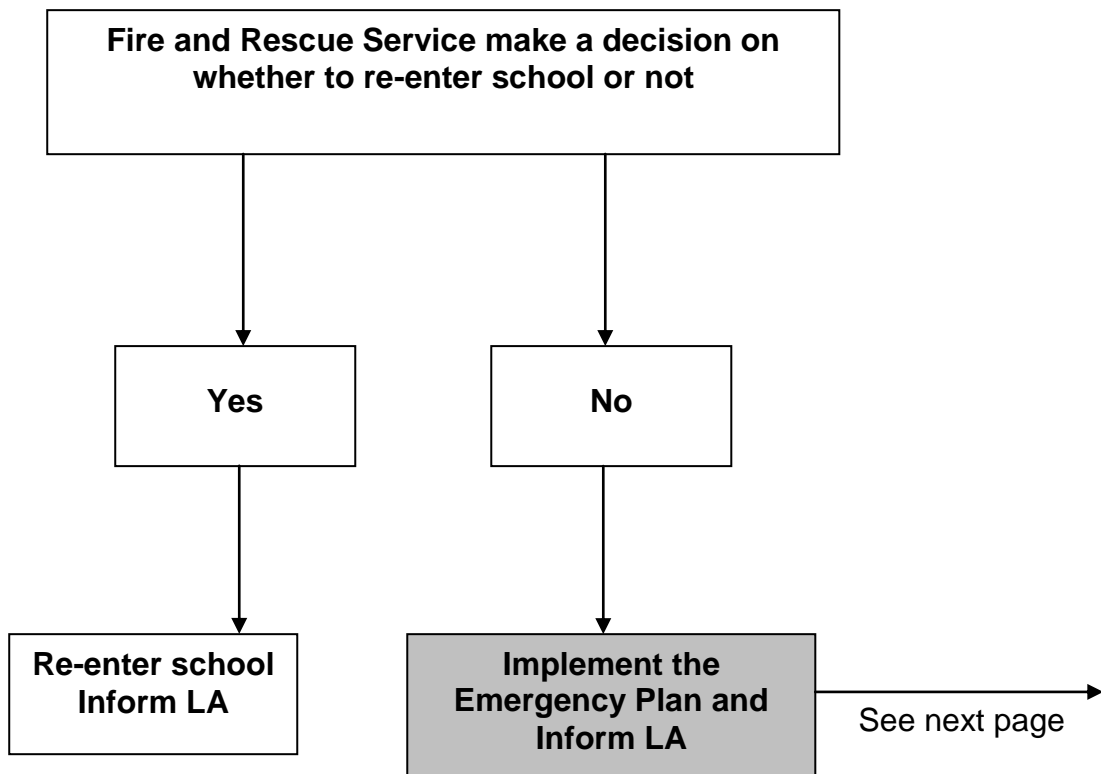 Fire and Rescue Service make a decision on
whether to re-enter school or not
Yes
No
Re-enter school
Inform LA
Implement the
Emergency Plan and
Inform LA
See next page